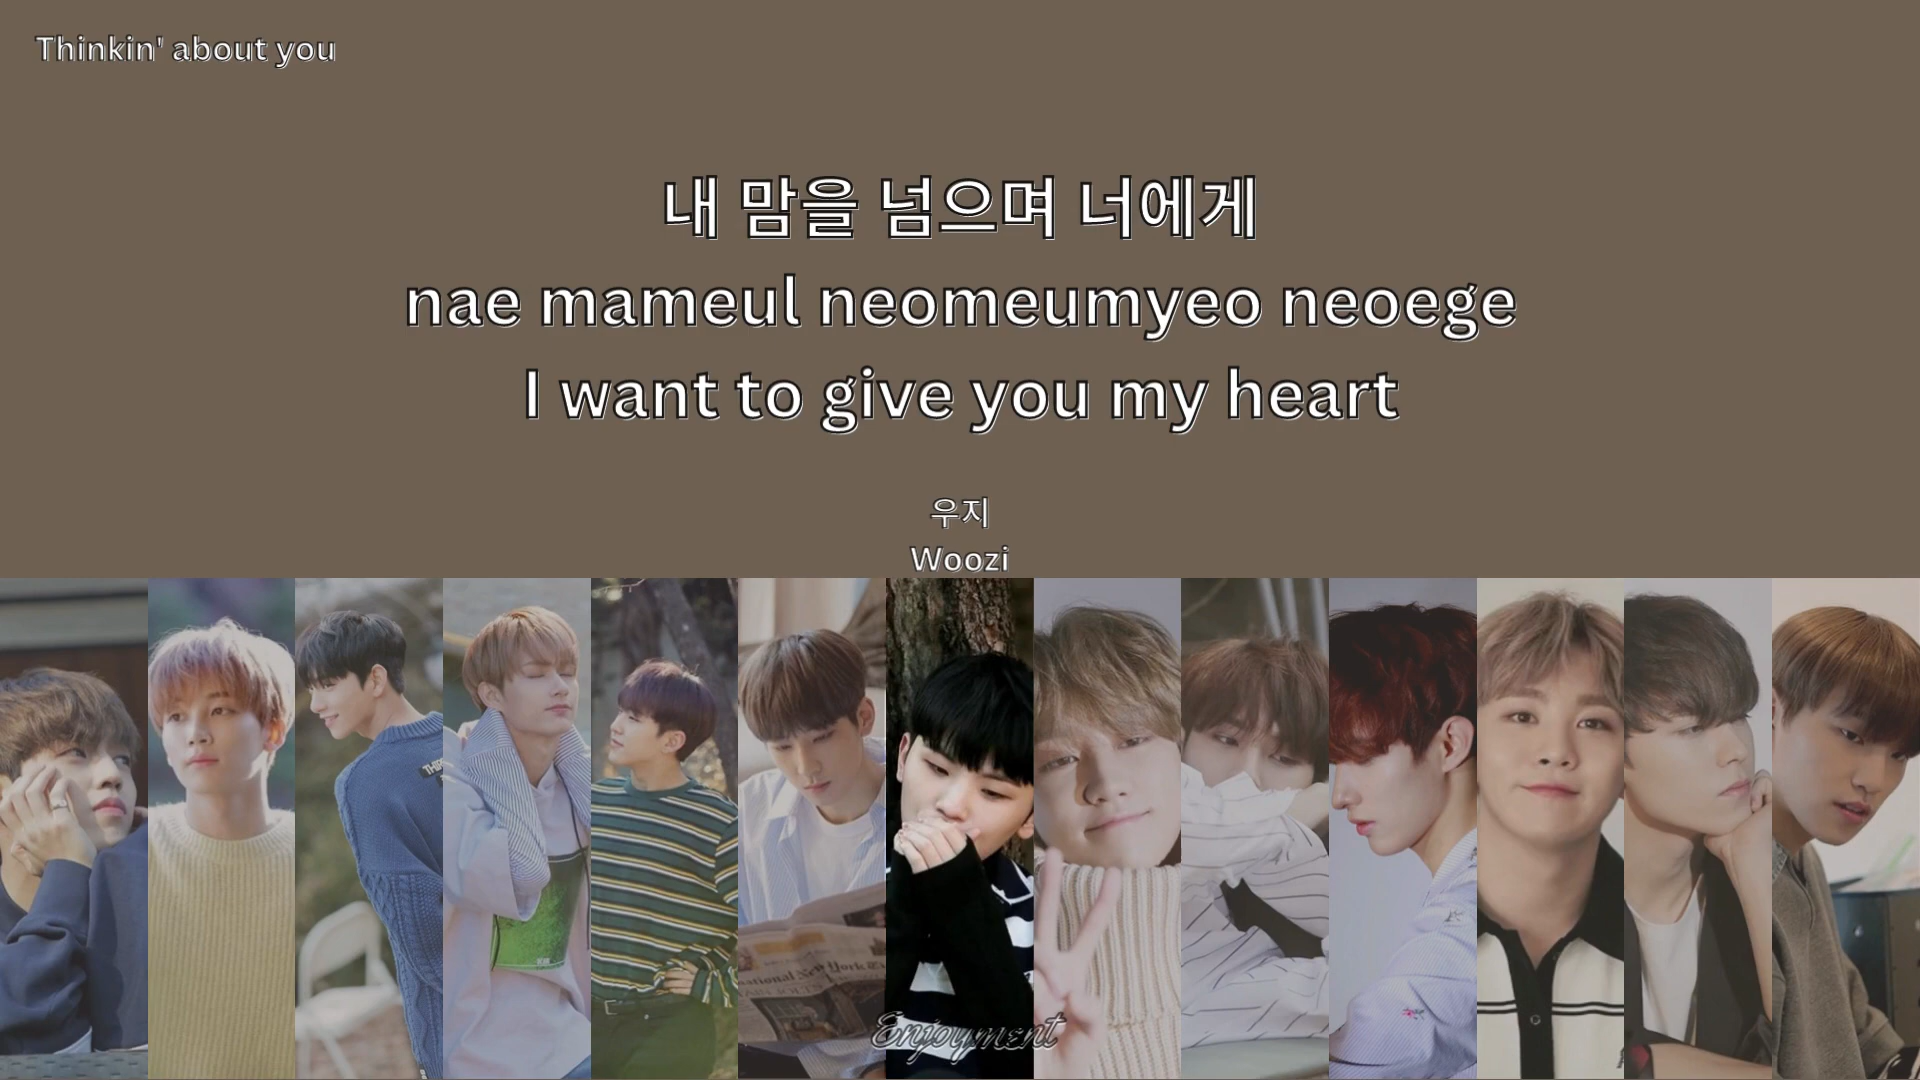 Thinkin' about you
내 맘을 넘으며 너에게
nae mameul neomeumyeo neoege
I want to give you my heart
우지
Woozi
Enjoyment